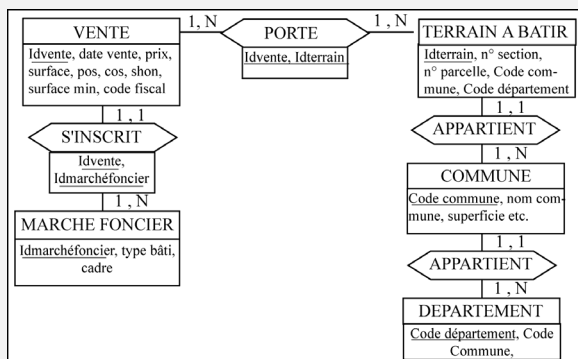 VENTE
1, N
PORTE
1, N
TERRAIN A BATIR
Idvente, date vente, prix,
surface, pos, cos, shon,
surface min, code fiscal
Idvente, Idterrain
Idterrain, n° section,
n° parcelle, Code com-
mune, Code département
1 , 1
1 , 1
S'INSCRIT
APPARTIENT
Idvente,
Idmarchéfoncier
1 , N
1, N
COMMUNE
Code commune, nom com-
mune, superficie etc.
MARCHE FONCIER
Idmarchéfoncier, type bâti,
cadre
1 , 1
APPARTIENT
1 , N
DEPARTEMENT
Code département, Code
Commune,